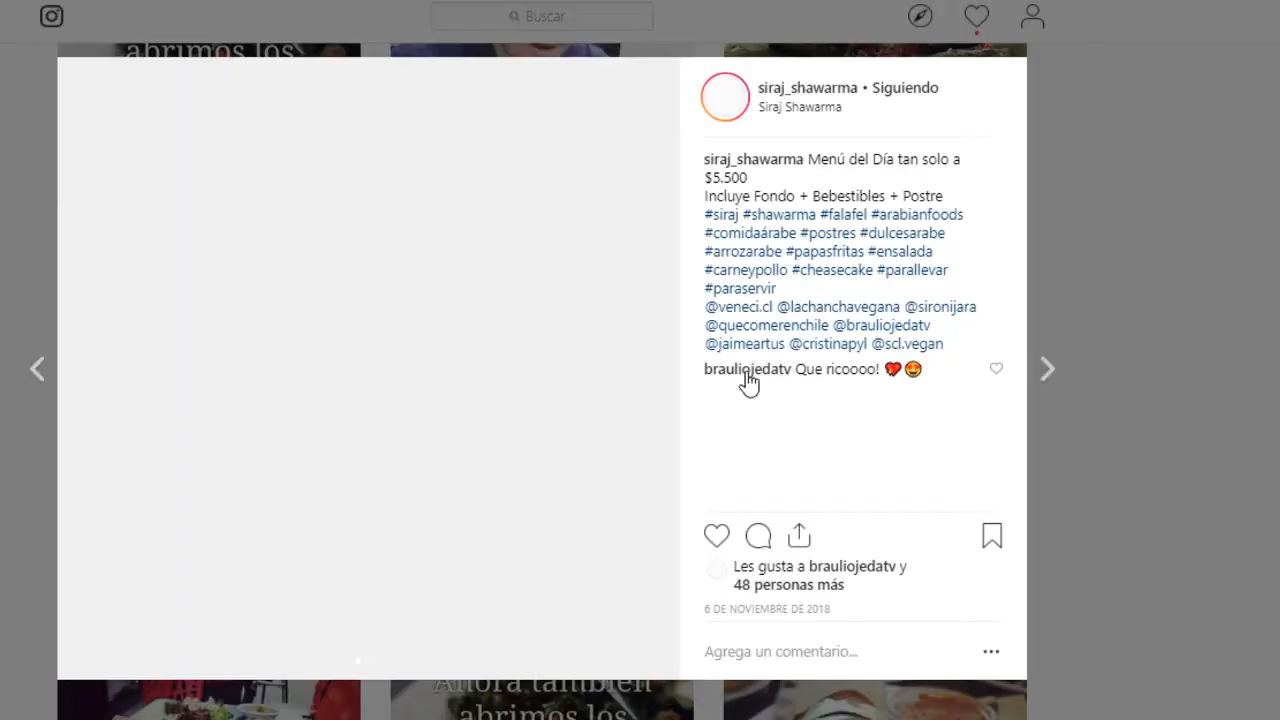 Buscar
abrimos los
siraj_shawarma • Siguiendo
Siraj Shawarma
siraj_shawarma Menú del Día tan solo a
$5.500
Incluye Fondo + Bebestibles + Postre
#siraj #shawarma #falafel #arabianfoods
#comidaárabe #postres #dulcesarabe
#arrozarabe #papasfritas #ensalada
#carneypollo #cheasecake #parallevar
#paraservir
@veneci.cl @lachanchavegana @sironijara
@quecomerenchile @brauliojedatv
@jaimeartus @cristinapyl @scl.vegan
brauliojedatv Que ricoooo! 💘😍
Les gusta a brauliojedatv y
48 personas más
6 DE NOVIEMBRE DE 2018
Agrega un comentario...
Ahora también
abrimos los